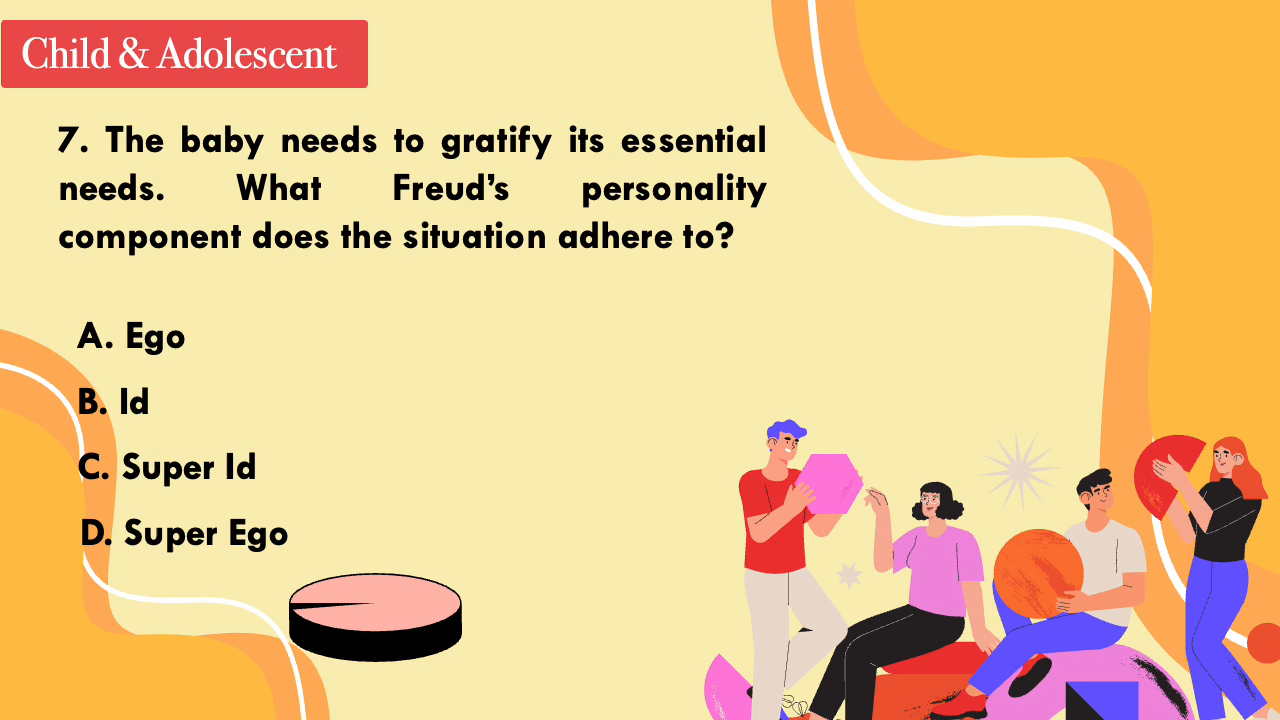 Child & Adolescent
7. The baby needs to gratify its essential
needs. What Freud’s personality
component does the situation adhere to?
A. Ego
B. Id
C. Super Id
D. Super Ego